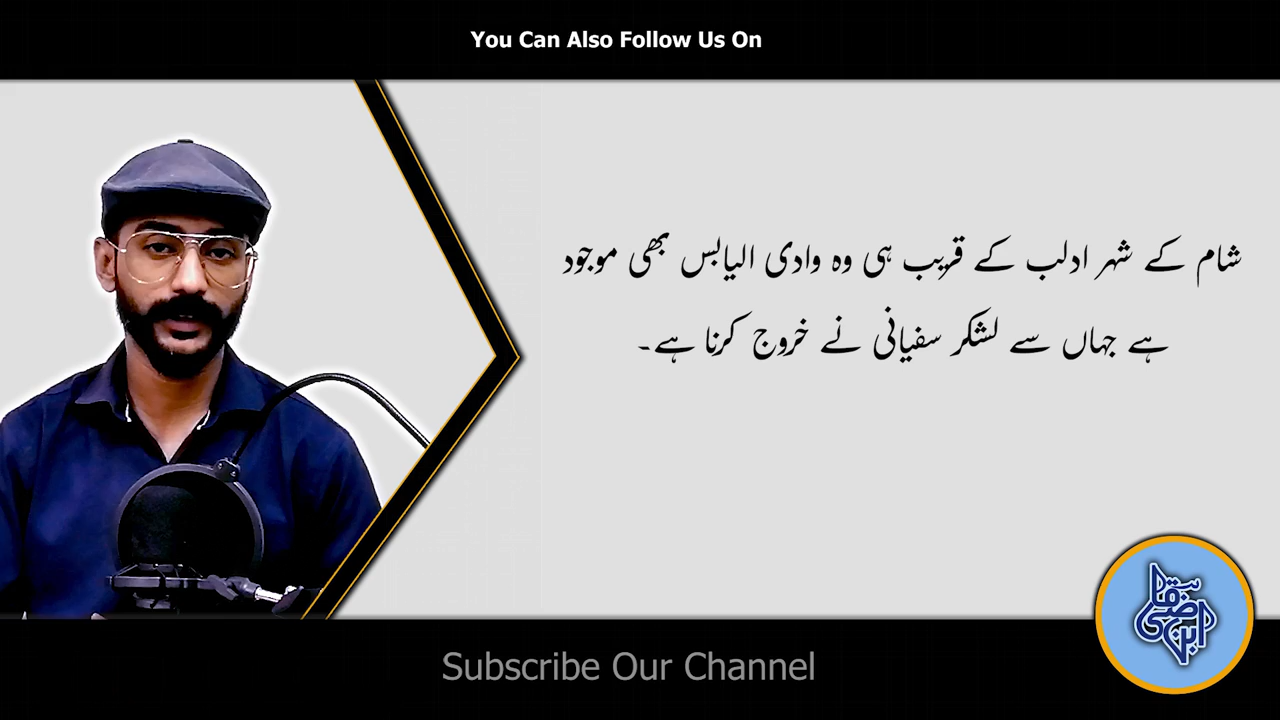 You Can Also Follow Us On
شام کے شہر ادلب کے قریب ہی وہ وادی الیابس بھی موجود
ہے جہاں سے لشکر سفیانی نے خروج کرنا ہے۔
Subscribe Our Channel